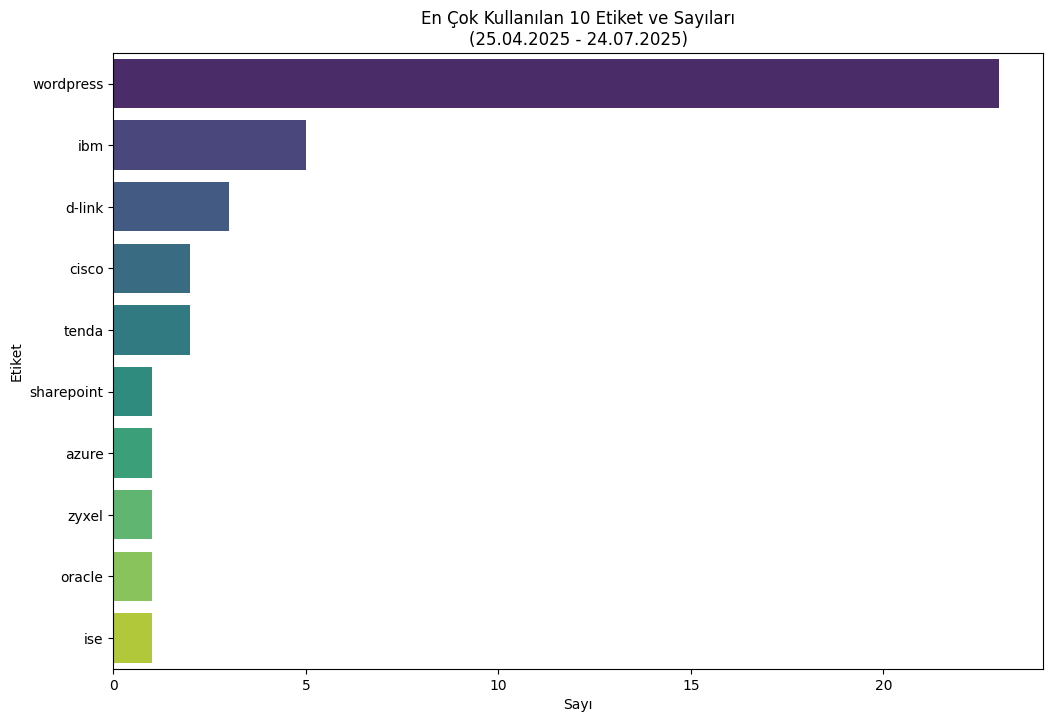 En Çok Kullanılan 10 Etiket ve Sayıları
(25.04.2025 - 24.07.2025)
wordpress
ibm
d-link
cisco
tenda
sharepoint
azure
zyxel
oracle
ise
Etiket
0 5 10 15 20
Sayı